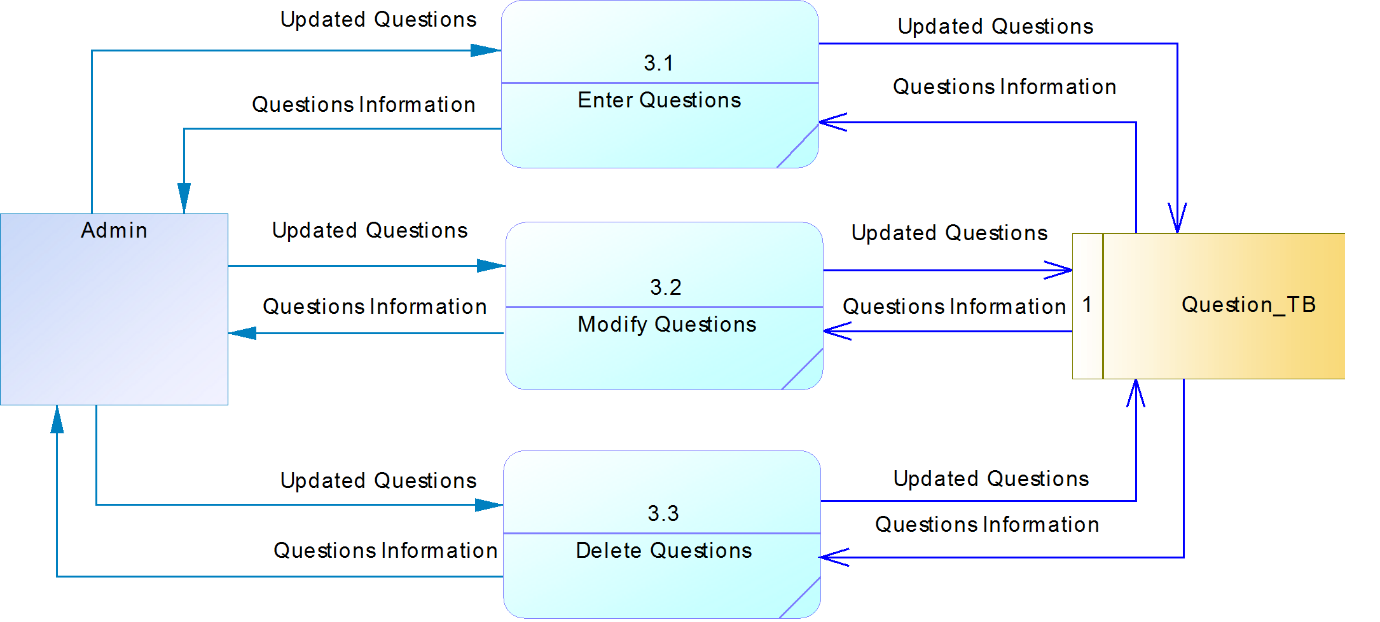 Updated Questions
Updated Questions
3.1
Enter Questions
Questions Information
Questions Information
Admin
Updated Questions
Updated Questions
3.2
Modify Questions
Questions Information
Questions Information
1
Question_TB
Updated Questions
Updated Questions
3.3
Delete Questions
Questions Information
Questions Information